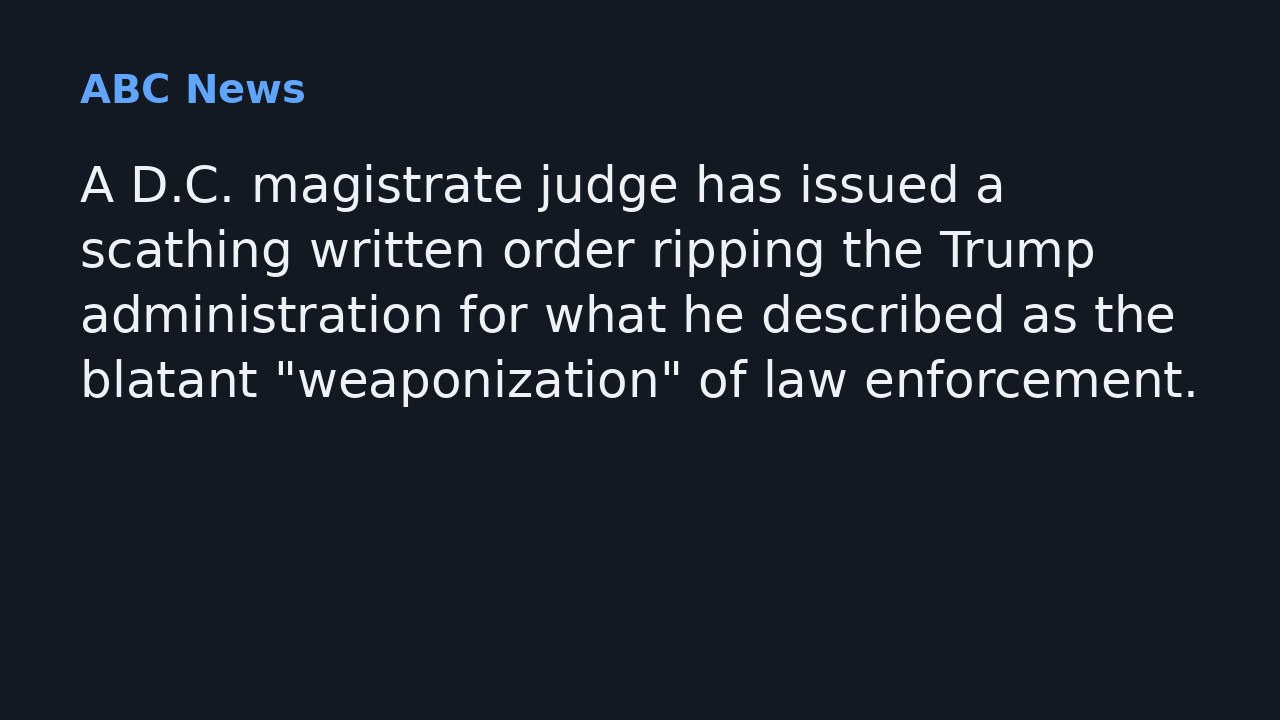 ABC News
A D.C. magistrate judge has issued a
scathing written order ripping the Trump
administration for what he described as the
blatant "weaponization" of law enforcement.